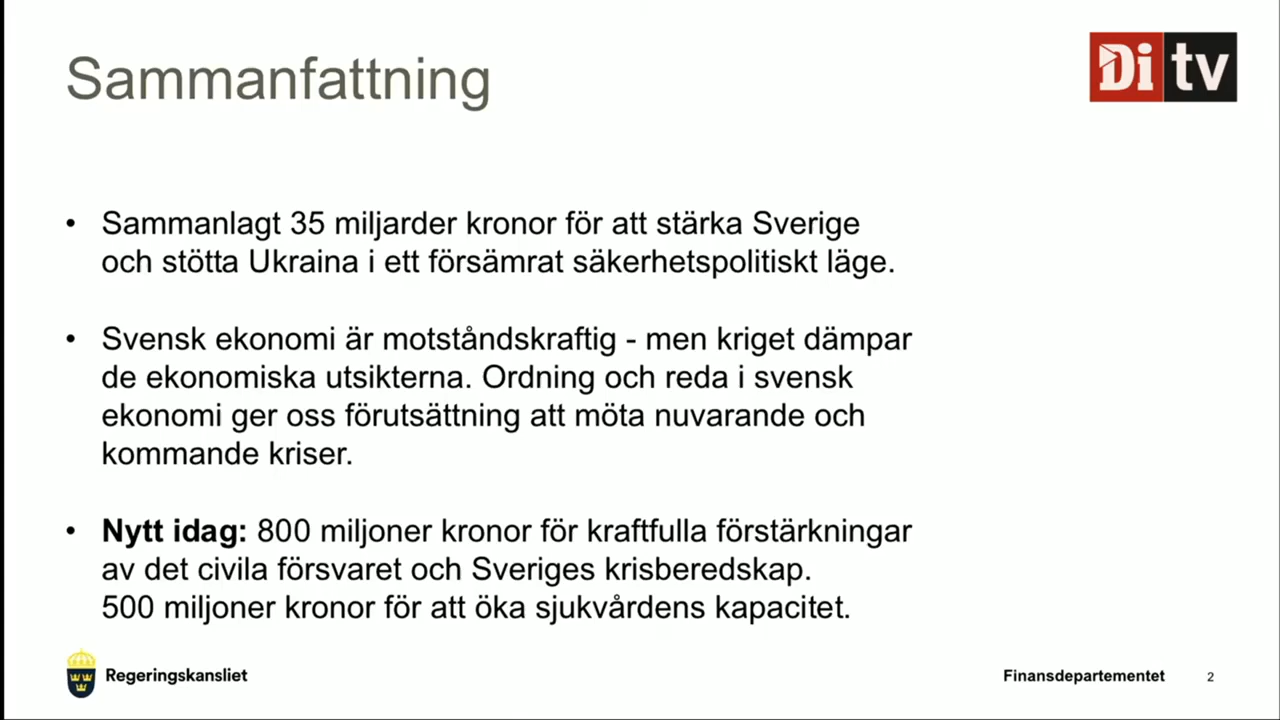 Sammanfattning
Di tv
• Sammanlagt 35 miljarder kronor för att stärka Sverige
och stötta Ukraina i ett försämrat säkerhetspolitiskt läge.
• Svensk ekonomi är motståndskraftig - men kriget dämpar
de ekonomiska utsikterna. Ordning och reda i svensk
ekonomi ger oss förutsättning att möta nuvarande och
kommande kriser.
• Nytt idag: 800 miljoner kronor för kraftfulla förstärkningar
av det civila försvaret och Sveriges krisberedskap.
500 miljoner kronor för att öka sjukvårdens kapacitet.
Regeringskansliet
Finansdepartementet 2